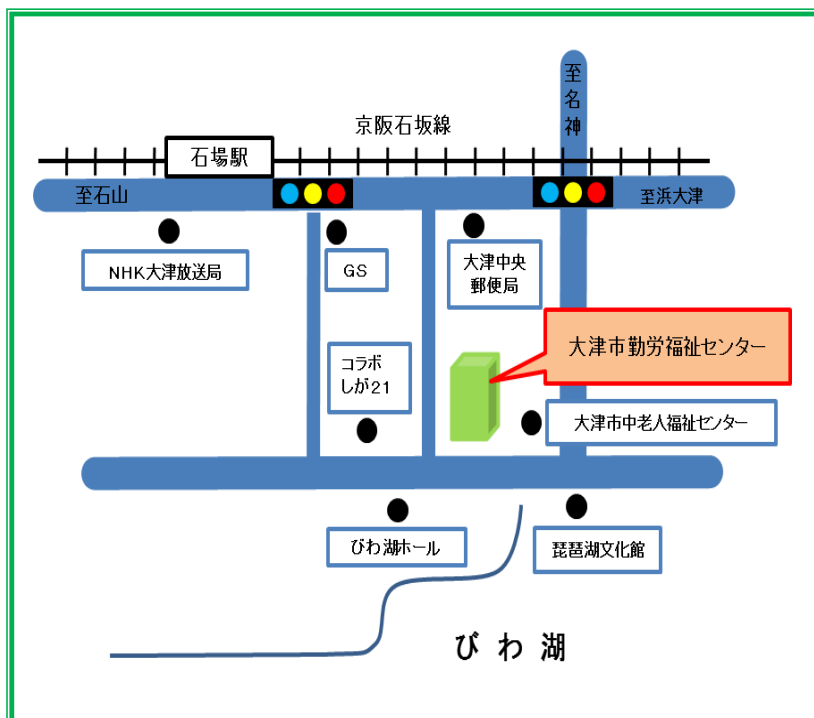 至名神
京阪石坂線
石場駅
至石山
至浜大津
NHK大津放送局
GS
大津中央
郵便局
大津市勤労福祉センター
コラボ
しが21
大津市中老人福祉センター
びわ湖ホール
琵琶湖文化館
びわ湖